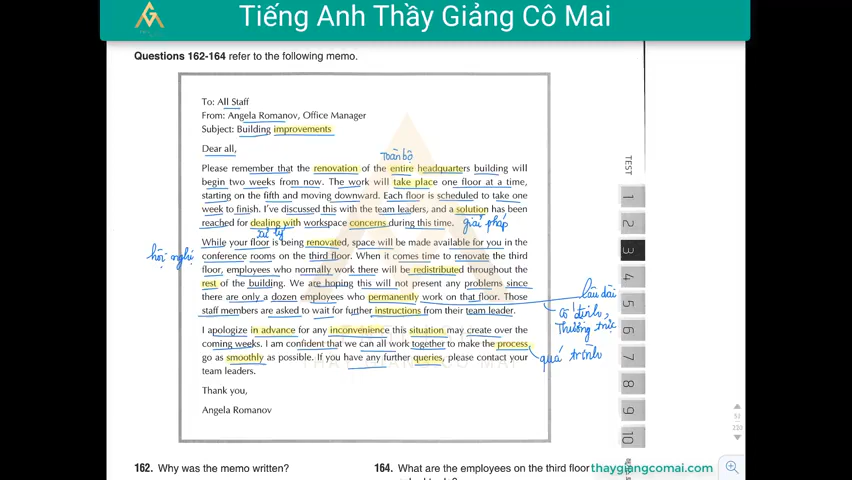 Tiếng Anh Thầy Giảng Cô Mai
Questions 162-164 refer to the following memo.
To: All Staff
From: Angela Romanov, Office Manager
Subject: Building improvements
Dear all,
Toàn bộ
Please remember that the renovation of the entire headquarters building will
begin two weeks from now. The work will take place one floor at a time,
starting on the fifth and moving downward. Each floor is scheduled to take one
week to finish. I've discussed this with the team leaders, and a solution has been
reached for dealing with workspace concerns during this time. giải pháp
xử lý
While your floor is being renovated, space will be made available for you in the
hội nghị conference rooms on the third floor. When it comes time to renovate the third
floor, employees who normally work there will be redistributed throughout the
rest of the building. We are hoping this will not present any problems since
there are only a dozen employees who permanently work on that floor. Those
lâu dài
cố định,
thường trực
staff members are asked to wait for further instructions from their team leader.
I apologize in advance for any inconvenience this situation may create over the
coming weeks. I am confident that we can all work together to make the process
quá trình
go as smoothly as possible. If you have any further queries, please contact your
team leaders.
Thank you,
Angela Romanov
TEST
1
2
3
4
5
6
7
8
9
10
162. Why was the memo written?
164. What are the employees on the third floor
thaygiangcomai.com